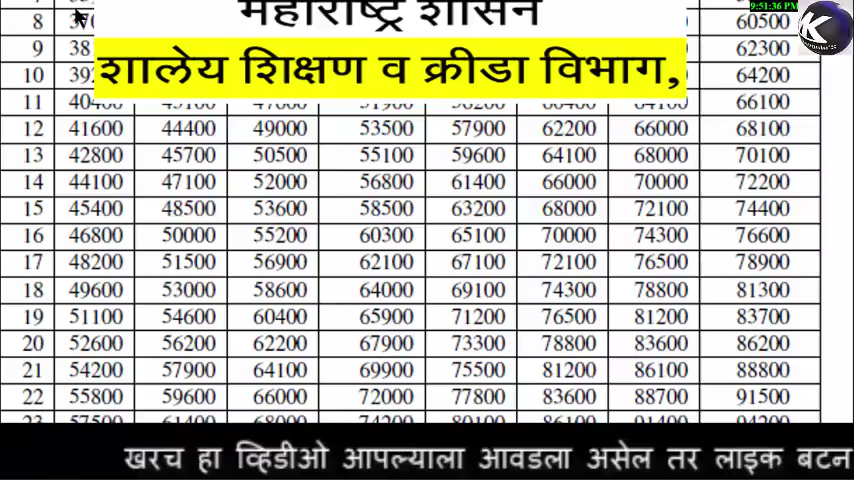 9:51:36 PM
महाराष्ट्र शासन
शालेय शिक्षण व क्रीडा विभाग,
8 60500
9 38 62300
10 64200
11 66100
12 41600 44400 49000 53500 57900 62200 66000 68100
13 42800 45700 50500 55100 59600 64100 68000 70100
14 44100 47100 52000 56800 61400 66000 70000 72200
15 45400 48500 53600 58500 63200 68000 72100 74400
16 46800 50000 55200 60300 65100 70000 74300 76600
17 48200 51500 56900 62100 67100 72100 76500 78900
18 49600 53000 58600 64000 69100 74300 78800 81300
19 51100 54600 60400 65900 71200 76500 81200 83700
20 52600 56200 62200 67900 73300 78800 83600 86200
21 54200 57900 64100 69900 75500 81200 86100 88800
22 55800 59600 66000 72000 77800 83600 88700 91500
खरच हा व्हिडीओ आपल्याला आवडला असेल तर लाइक बटन